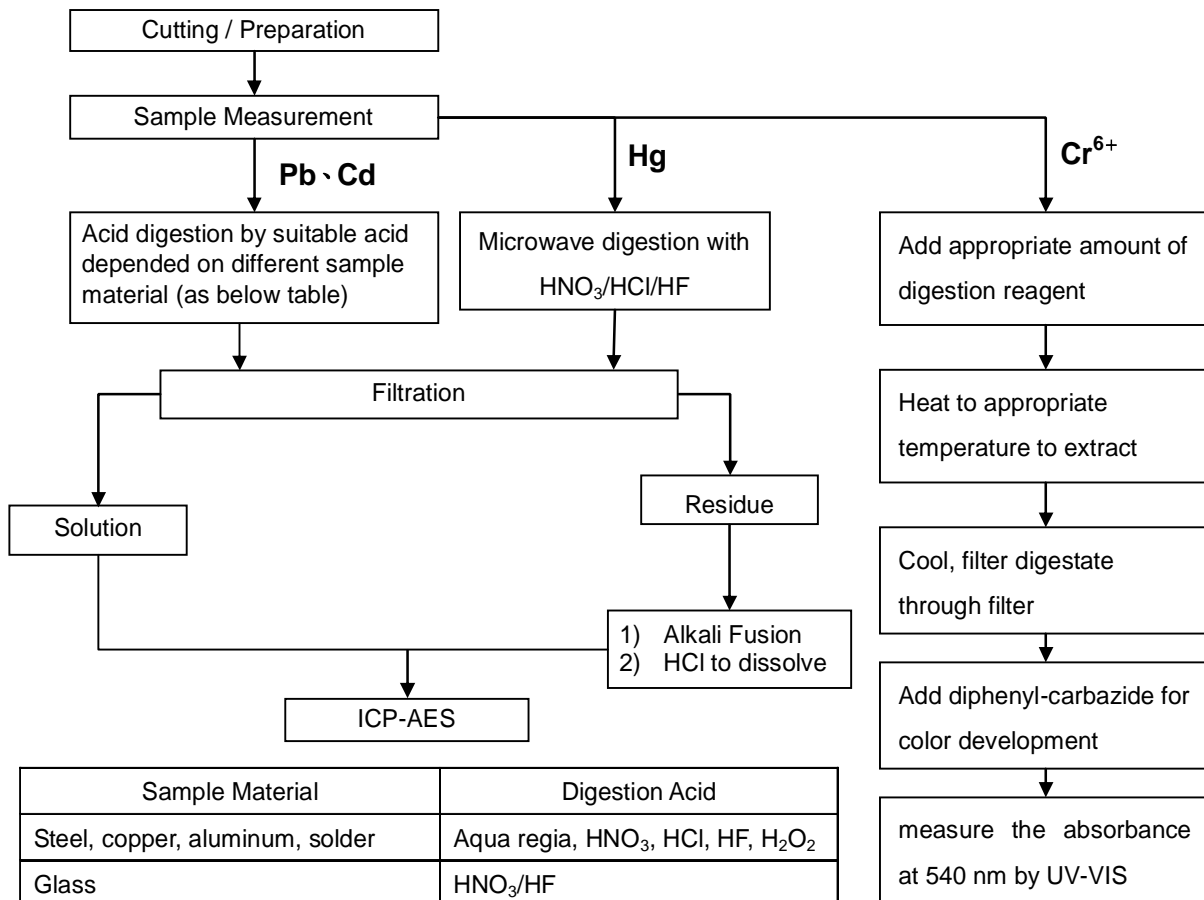 Cutting / Preparation
Sample Measurement
Pb、Cd
Hg
Cr⁶⁺
Acid digestion by suitable acid
depended on different sample
material (as below table)
Microwave digestion with
HNO₃/HCl/HF
Add appropriate amount of
digestion reagent
Filtration
Heat to appropriate
temperature to extract
Solution
Residue
Cool, filter digestate
through filter
1) Alkali Fusion
2) HCl to dissolve
ICP-AES
Add diphenyl-carbazide for
color development
Sample Material Digestion Acid
Steel, copper, aluminum, solder Aqua regia, HNO₃, HCl, HF, H₂O₂
Glass HNO₃/HF
measure the absorbance
at 540 nm by UV-VIS